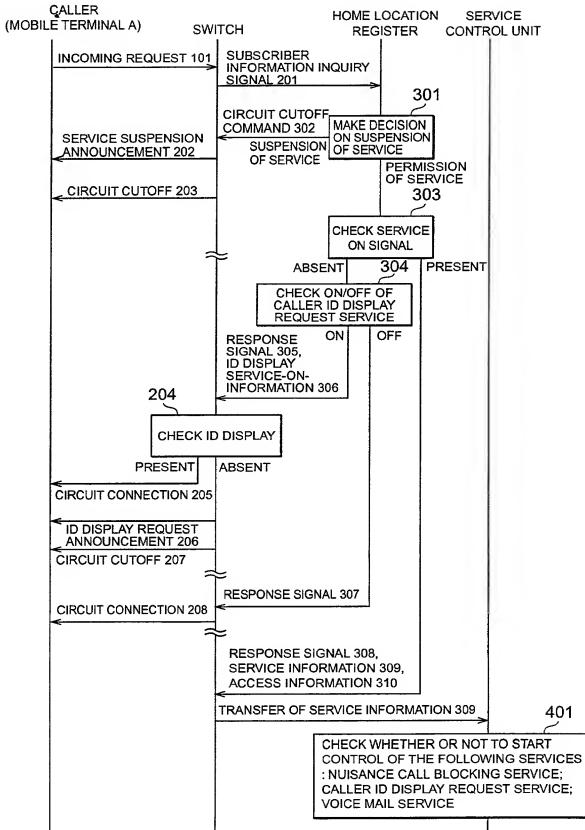 CALLER
(MOBILE TERMINAL A)
SWITCH
HOME LOCATION
REGISTER
SERVICE
CONTROL UNIT
INCOMING REQUEST 101
SUBSCRIBER
INFORMATION INQUIRY
SIGNAL 201
301
MAKE DECISION
ON SUSPENSION
OF SERVICE
CIRCUIT CUTOFF
COMMAND 302
SUSPENSION
OF SERVICE
SERVICE SUSPENSION
ANNOUNCEMENT 202
PERMISSION
OF SERVICE
CIRCUIT CUTOFF 203
303
CHECK SERVICE
ON SIGNAL
ABSENT
304
PRESENT
CHECK ON/OFF OF
CALLER ID DISPLAY
REQUEST SERVICE
ON
OFF
RESPONSE
SIGNAL 305,
ID DISPLAY
SERVICE-ON-
INFORMATION 306
204
CHECK ID DISPLAY
PRESENT
ABSENT
CIRCUIT CONNECTION 205
ID DISPLAY REQUEST
ANNOUNCEMENT 206
CIRCUIT CUTOFF 207
RESPONSE SIGNAL 307
CIRCUIT CONNECTION 208
RESPONSE SIGNAL 308,
SERVICE INFORMATION 309,
ACCESS INFORMATION 310
TRANSFER OF SERVICE INFORMATION 309
401
CHECK WHETHER OR NOT TO START
CONTROL OF THE FOLLOWING SERVICES
: NUISANCE CALL BLOCKING SERVICE;
CALLER ID DISPLAY REQUEST SERVICE;
VOICE MAIL SERVICE